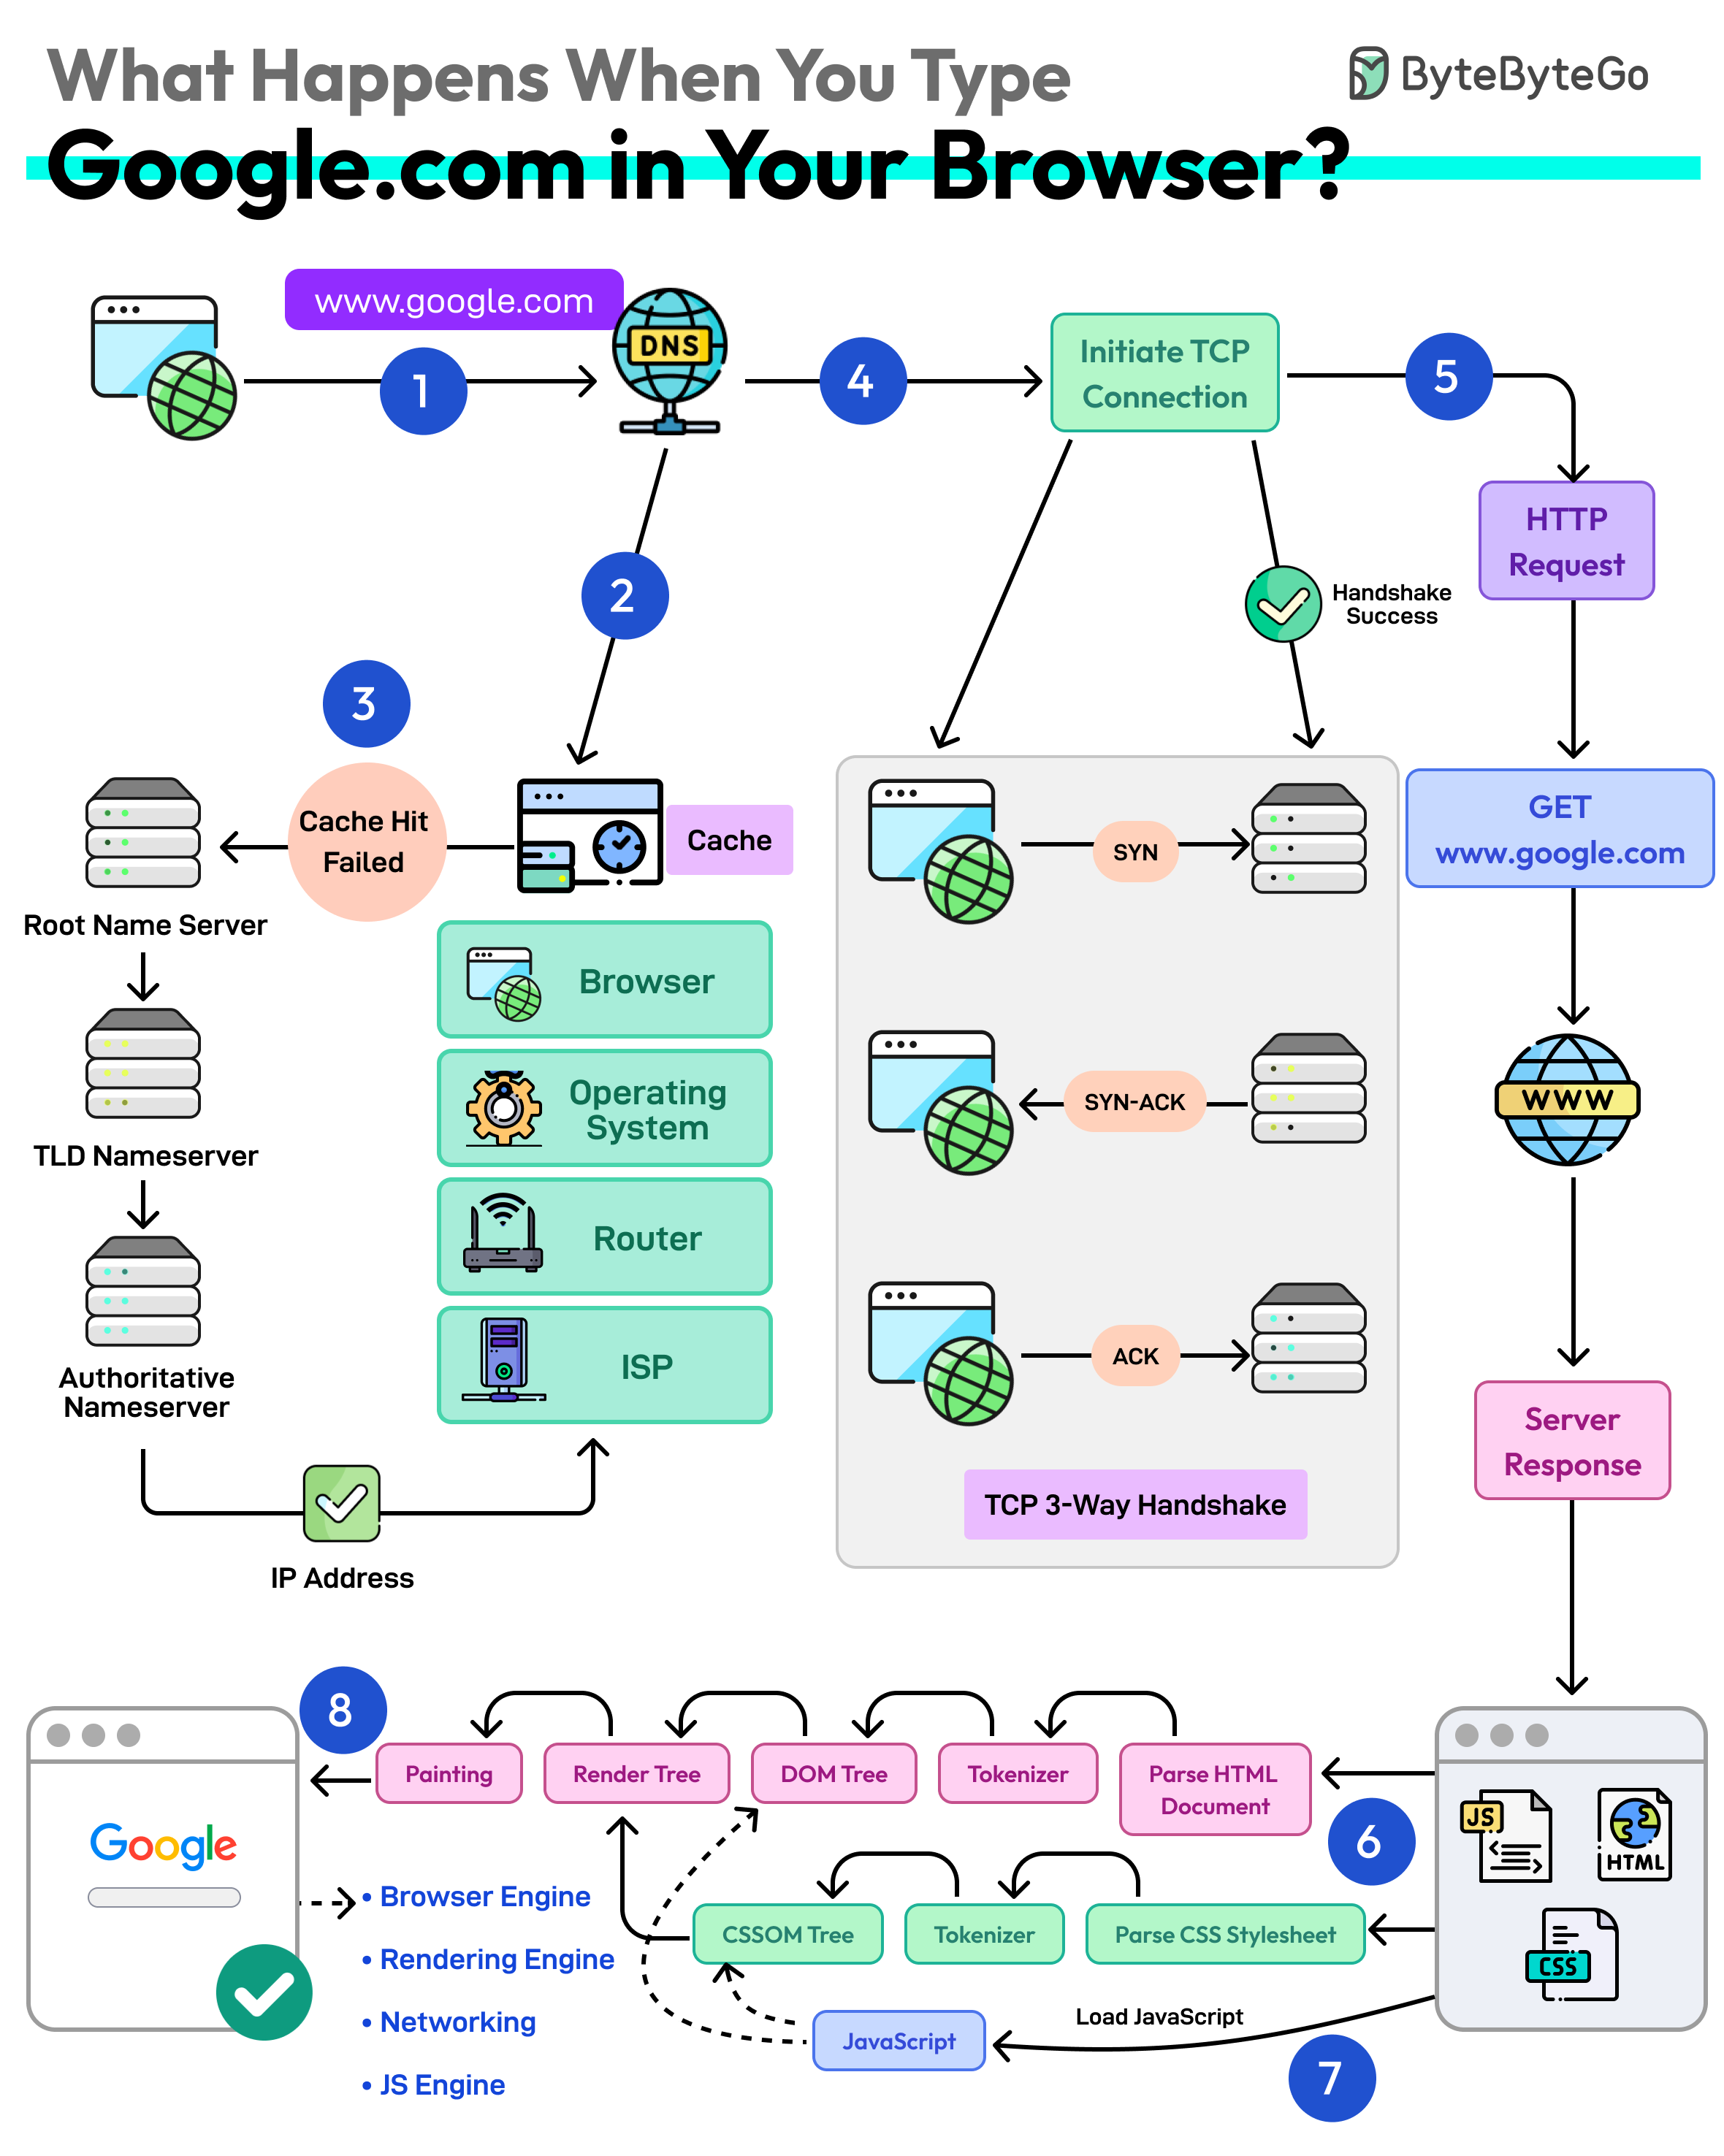 What Happens When You Type
ByteByteGo
Google.com in Your Browser?
www.google.com
DNS
1
4
Initiate TCP
Connection
5
HTTP
Request
2
Handshake
Success
3
Cache Hit
Failed
Cache
Root Name Server
TLD Nameserver
Authoritative
Nameserver
IP Address
Browser
Operating
System
Router
ISP
SYN
SYN-ACK
ACK
TCP 3-Way Handshake
GET
www.google.com
WWW
Server
Response
8
Painting
Render Tree
DOM Tree
Tokenizer
Parse HTML
Document
6
JS
HTML
CSS
Google
• Browser Engine
• Rendering Engine
• Networking
• JS Engine
CSSOM Tree
Tokenizer
Parse CSS Stylesheet
Load JavaScript
JavaScript
7